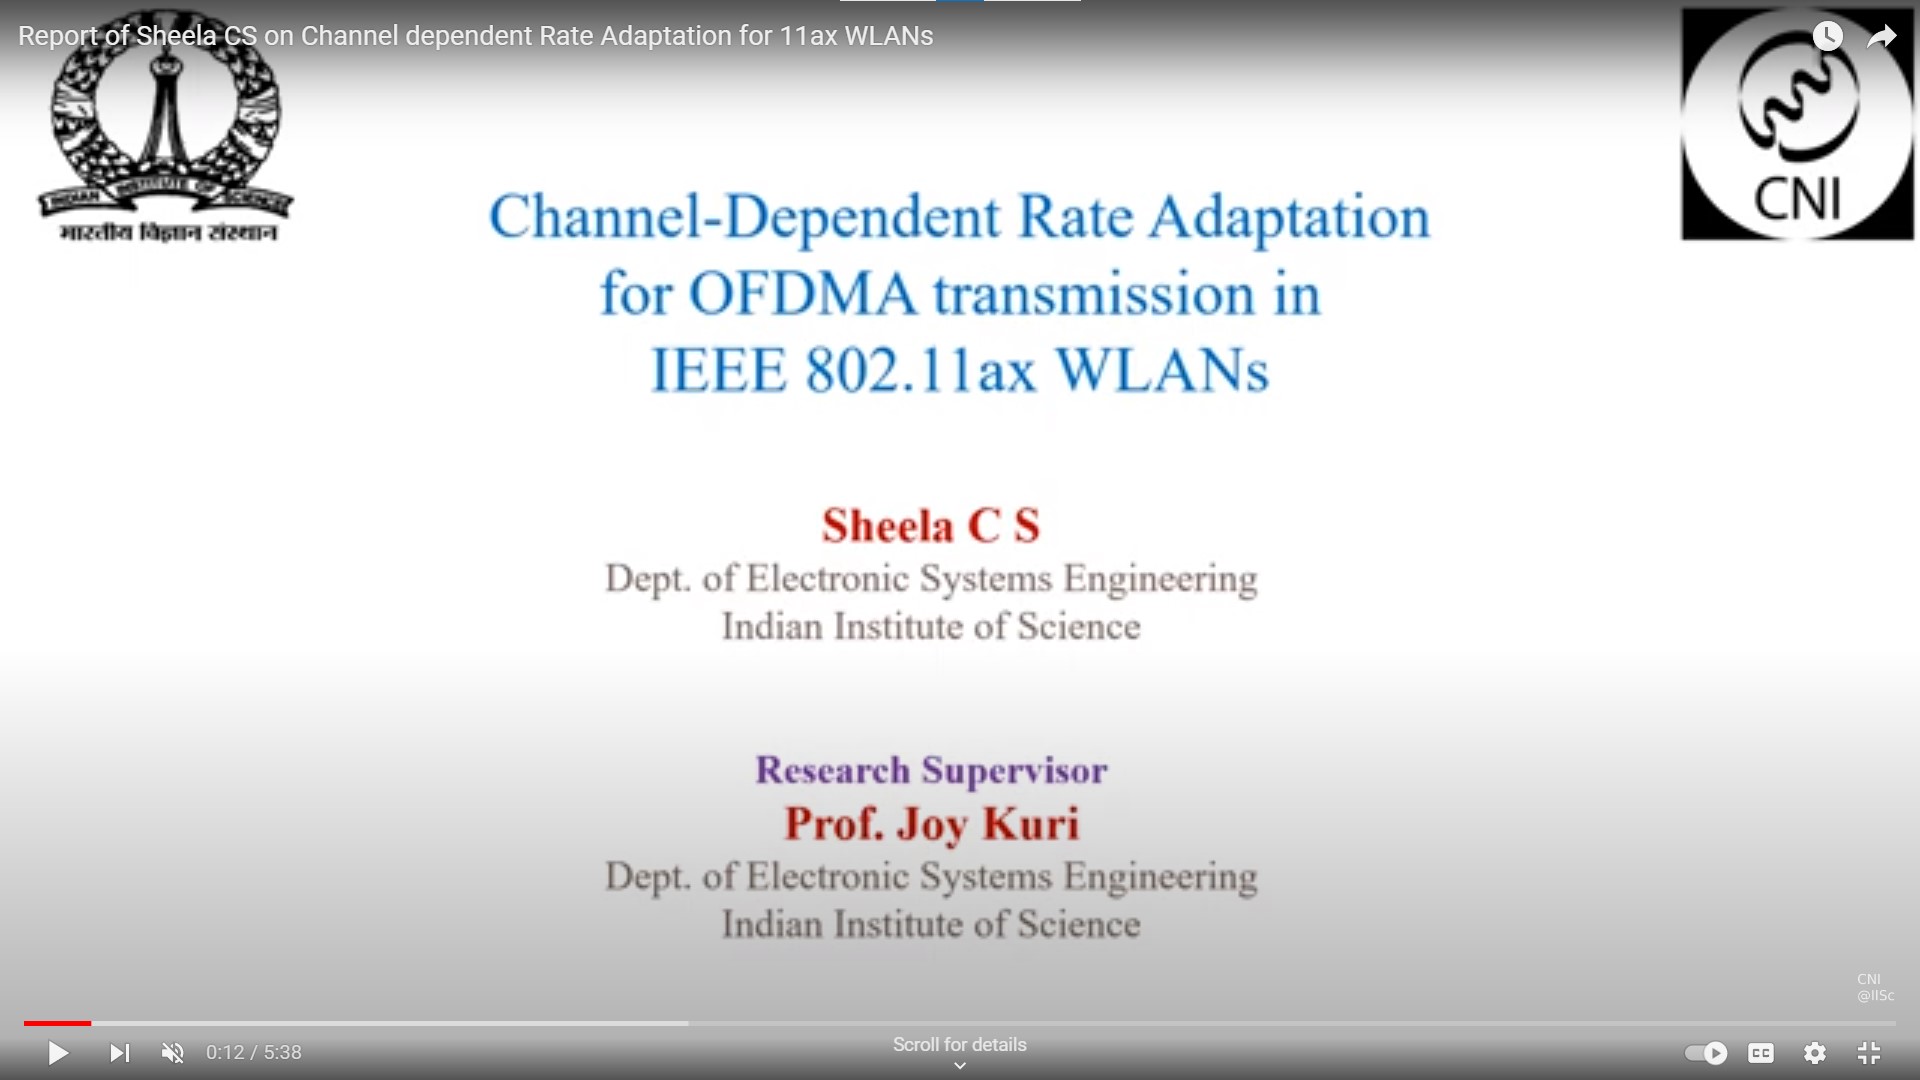 Report of Sheela CS on Channel dependent Rate Adaptation for 11ax WLANs
INDIAN INSTITUTE OF SCIENCE
भारतीय विज्ञान संस्थान
CNI
Channel-Dependent Rate Adaptation
for OFDMA transmission in
IEEE 802.11ax WLANs
Sheela C S
Dept. of Electronic Systems Engineering
Indian Institute of Science
Research Supervisor
Prof. Joy Kuri
Dept. of Electronic Systems Engineering
Indian Institute of Science
CNI
@IISc
0:12 / 5:38
Scroll for details
CC